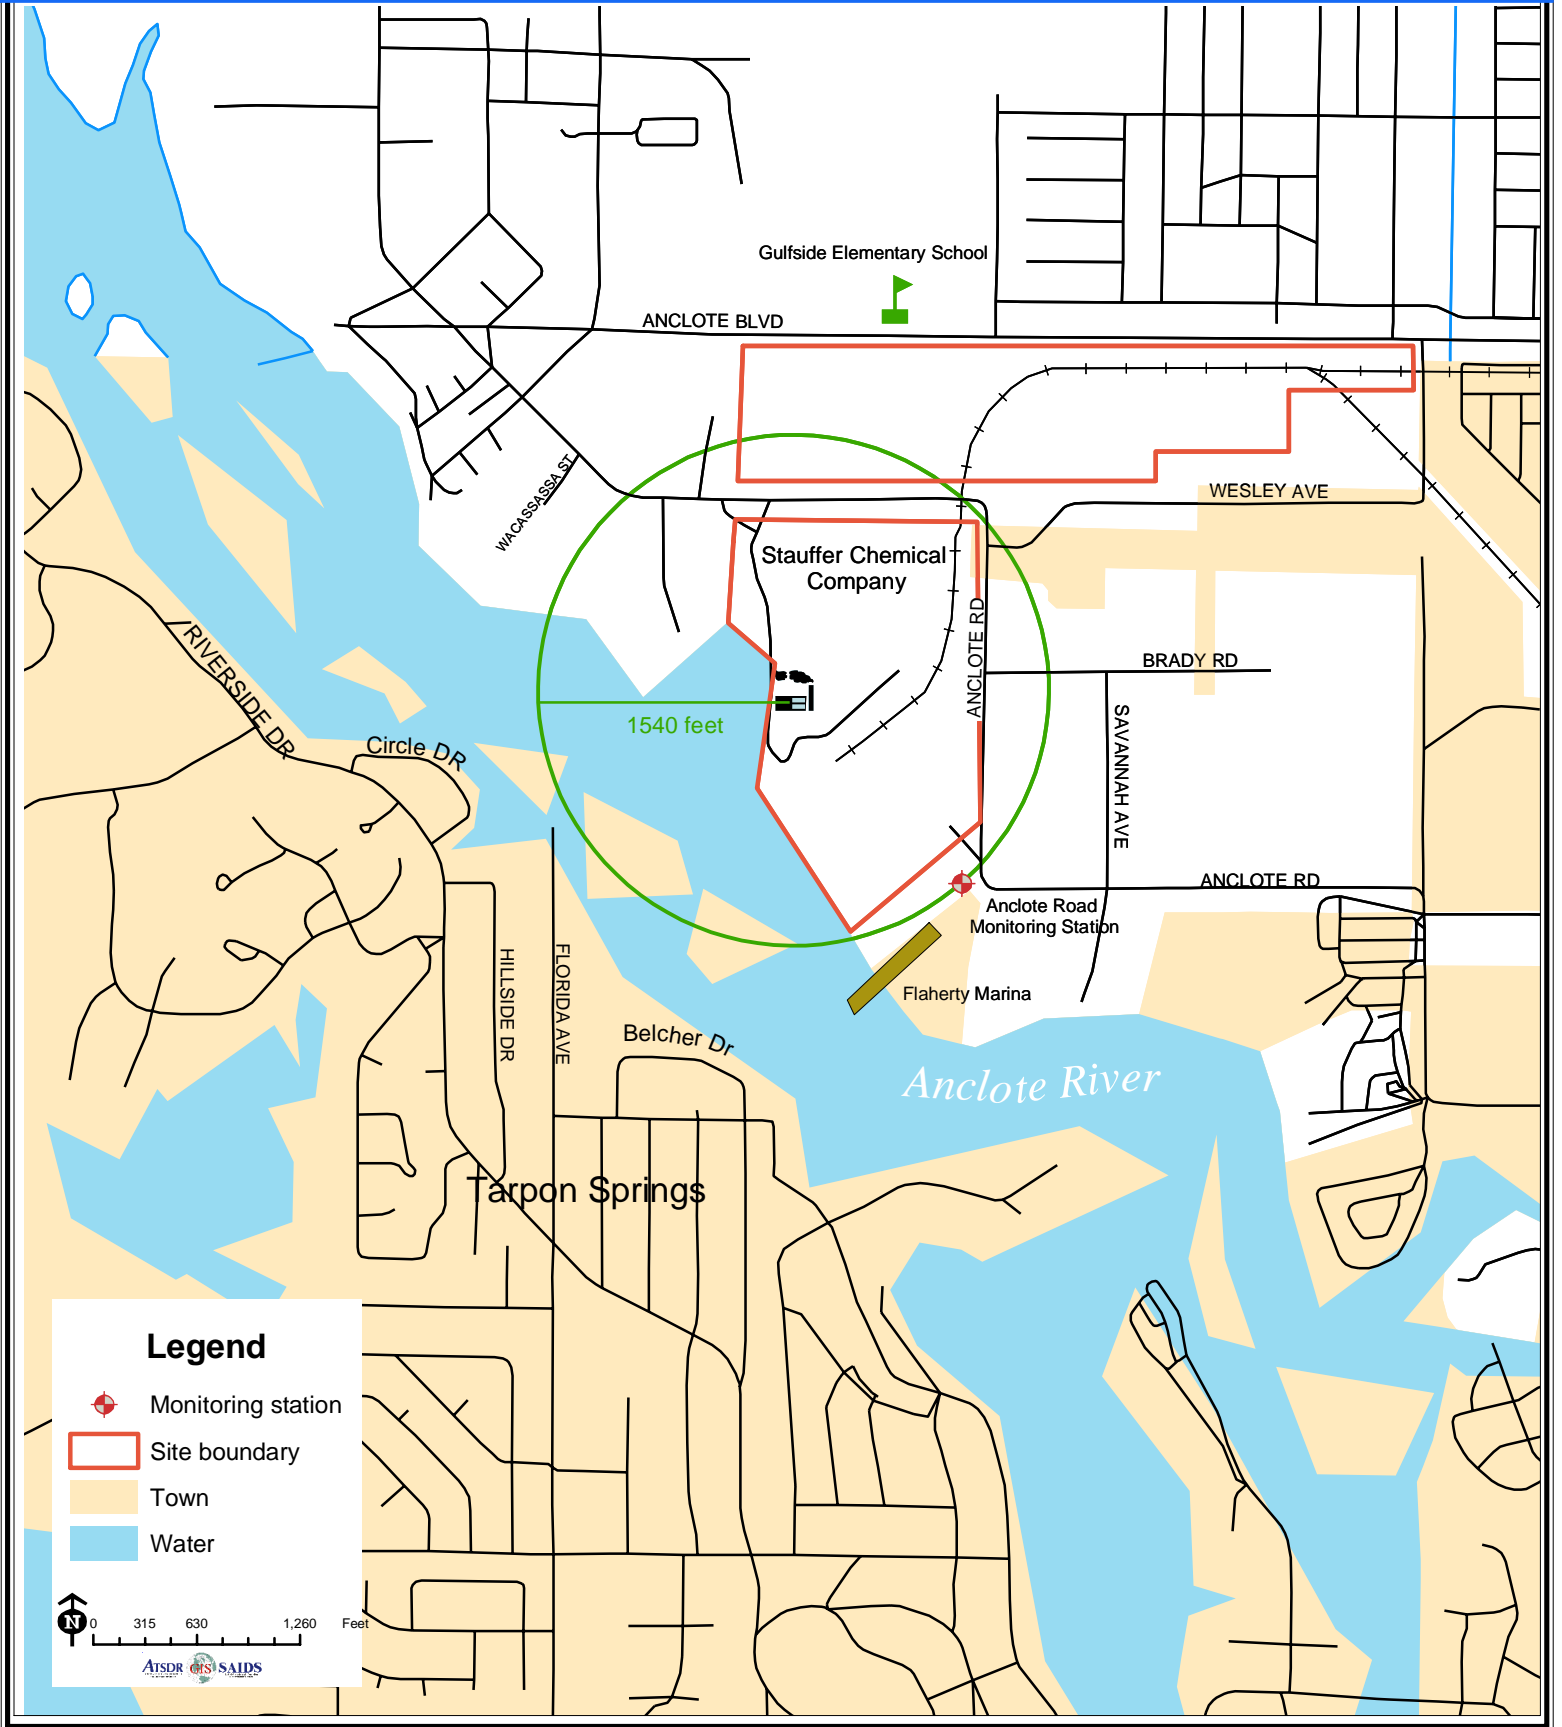 Gulfside Elementary School
ANCLOTE BLVD
WESLEY AVE
WACASSASSA ST
Stauffer Chemical
Company
ANCLOTE RD
BRADY RD
RIVERSIDE DR
1540 feet
SAVANNAH AVE
Circle DR
ANCLOTE RD
Anclote Road
Monitoring Station
HILLSIDE DR
FLORIDA AVE
Flaherty Marina
Belcher Dr
Anclote River
Tarpon Springs
Legend
Monitoring station
Site boundary
Town
Water
N
0 315 630 1,260 Feet
ATSDR GIS SAIDS